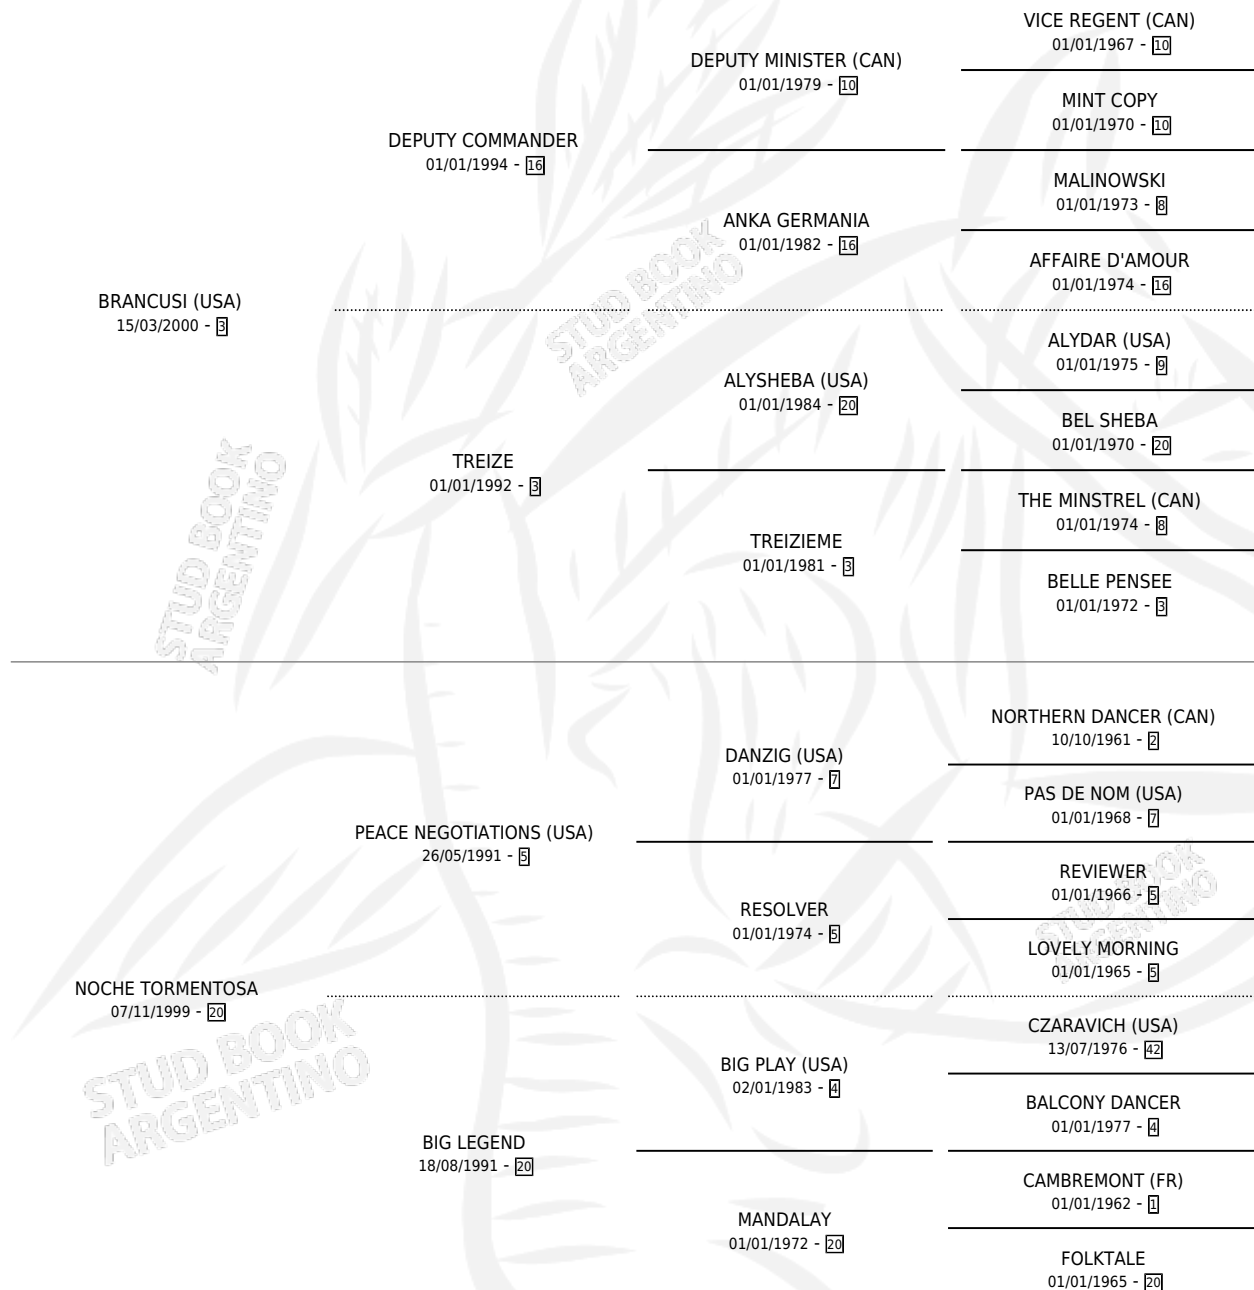 VICE REGENT (CAN)
01/01/1967 - 10
DEPUTY MINISTER (CAN)
01/01/1979 - 10
MINT COPY
01/01/1970 - 10
DEPUTY COMMANDER
01/01/1994 - 16
MALINOWSKI
01/01/1973 - 8
ANKA GERMANIA
01/01/1982 - 16
AFFAIRE D'AMOUR
01/01/1974 - 16
BRANCUSI (USA)
15/03/2000 - 3
ALYDAR (USA)
01/01/1975 - 9
ALYSHEBA (USA)
01/01/1984 - 20
BEL SHEBA
01/01/1970 - 20
TREIZE
01/01/1992 - 3
THE MINSTREL (CAN)
01/01/1974 - 8
TREIZIEME
01/01/1981 - 3
BELLE PENSEE
01/01/1972 - 3
NORTHERN DANCER (CAN)
10/10/1961 - 2
DANZIG (USA)
01/01/1977 - 7
PAS DE NOM (USA)
01/01/1968 - 7
PEACE NEGOTIATIONS (USA)
26/05/1991 - 5
REVIEWER
01/01/1966 - 5
RESOLVER
01/01/1974 - 5
LOVELY MORNING
01/01/1965 - 5
NOCHE TORMENTOSA
07/11/1999 - 20
CZARAVICH (USA)
13/07/1976 - 42
BIG PLAY (USA)
02/01/1983 - 4
BALCONY DANCER
01/01/1977 - 4
BIG LEGEND
18/08/1991 - 20
CAMBREMONT (FR)
01/01/1962 - 1
MANDALAY
01/01/1972 - 20
FOLKTALE
01/01/1965 - 20
STUD BOOK
ARGENTINO
STUD BOOK
ARGENTINO
STUD BOOK
ARGENTINO
STUD BOOK
ARGENTINO